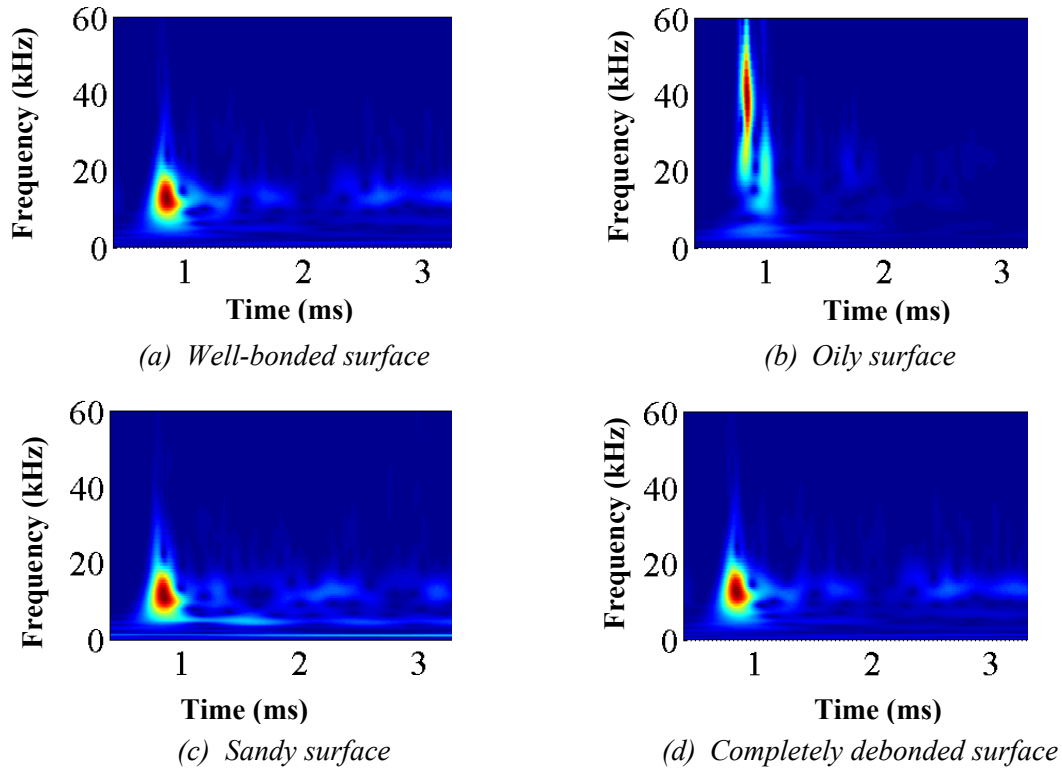 60
40
20
0
Frequency (kHz)
1 2 3
Time (ms)
(a) Well-bonded surface
60
40
20
0
Frequency (kHz)
1 2 3
Time (ms)
(b) Oily surface
60
40
20
0
Frequency (kHz)
1 2 3
Time (ms)
(c) Sandy surface
60
40
20
0
Frequency (kHz)
1 2 3
Time (ms)
(d) Completely debonded surface